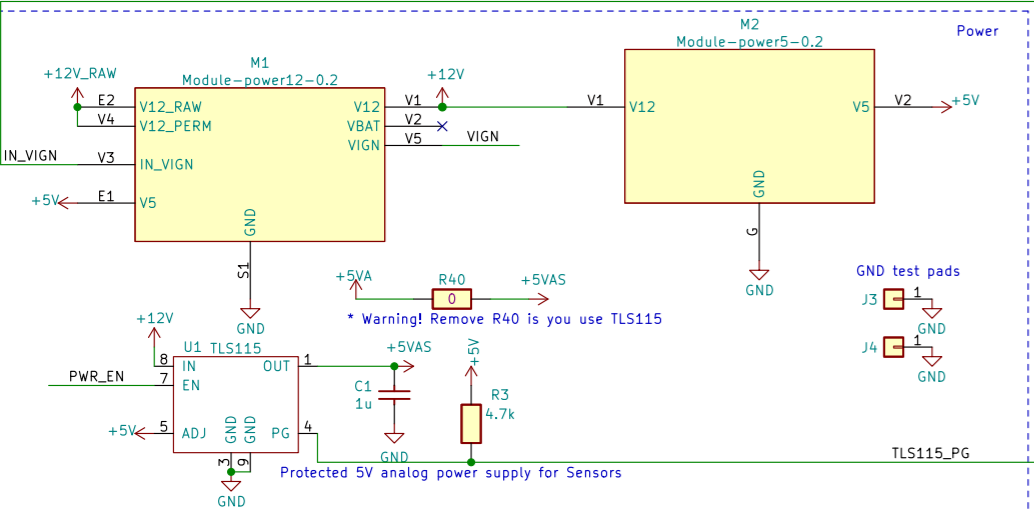 Power
M1
Module-power12-0.2
+12V_RAW
E2
V12_RAW
V4
V12_PERM
IN_VIGN
V3
IN_VIGN
+5V
E1
V5
GND
S1
GND
V12
V1
+12V
VBAT
V2
VIGN
V5
VIGN
M2
Module-power5-0.2
V1
V12
V5
V2
+5V
GND
G
GND
+5VA
R40
0
+5VAS
* Warning! Remove R40 is you use TLS115
GND test pads
J3
1
GND
J4
1
GND
+12V
U1
TLS115
8
IN
OUT
1
+5VAS
PWR_EN
7
EN
C1
1u
GND
+5V
R3
4.7k
+5V
5
ADJ
GND
GND
PG
4
3
9
GND
TLS115_PG
Protected 5V analog power supply for Sensors